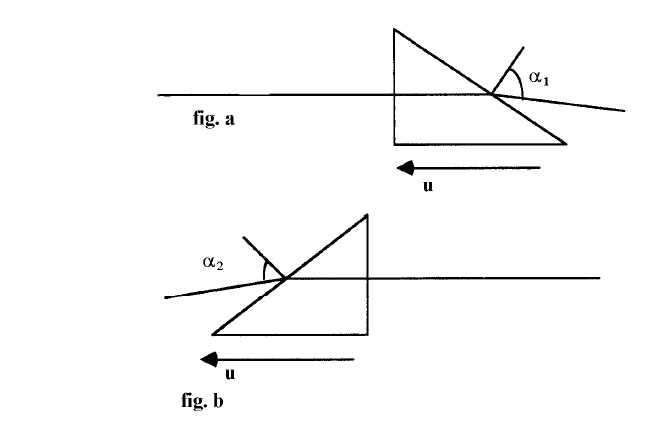 α₁
fig. a
u
α₂
u
fig. b